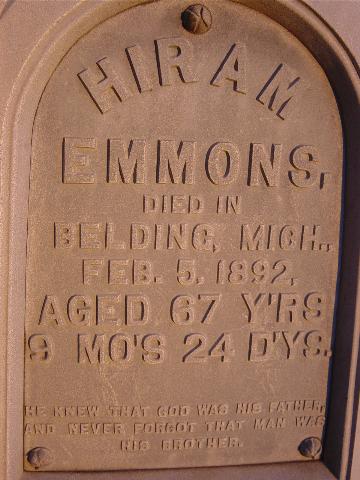 HIRAM
EMMONS,
DIED IN
BELDING, MICH.,
FEB. 5, 1892,
AGED 67 Y'RS
9 MO'S 24 D'YS.
HE KNEW THAT GOD WAS HIS FATHER,
AND NEVER FORGOT THAT MAN WAS
HIS BROTHER.